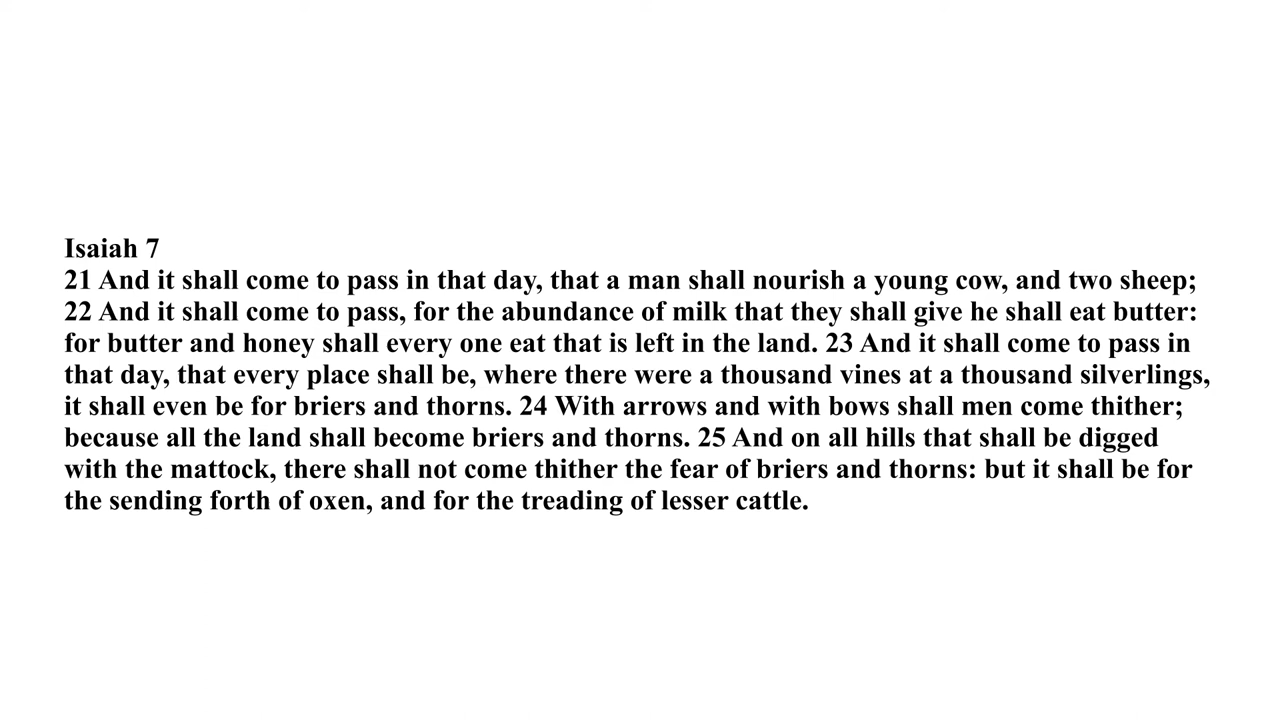 Isaiah 7
21 And it shall come to pass in that day, that a man shall nourish a young cow, and two sheep;
22 And it shall come to pass, for the abundance of milk that they shall give he shall eat butter:
for butter and honey shall every one eat that is left in the land. 23 And it shall come to pass in
that day, that every place shall be, where there were a thousand vines at a thousand silverlings,
it shall even be for briers and thorns. 24 With arrows and with bows shall men come thither;
because all the land shall become briers and thorns. 25 And on all hills that shall be digged
with the mattock, there shall not come thither the fear of briers and thorns: but it shall be for
the sending forth of oxen, and for the treading of lesser cattle.